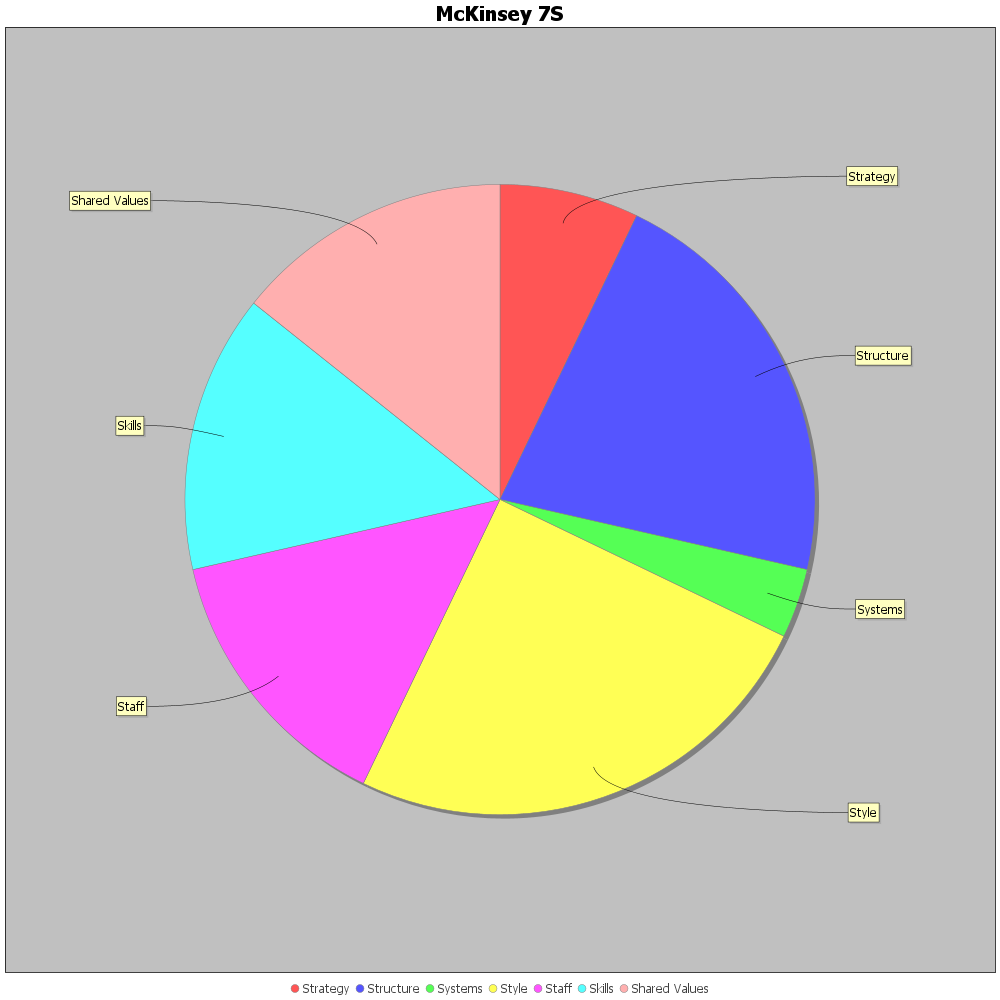 McKinsey 7S
Strategy
Shared Values
Structure
Skills
Systems
Staff
Style
Strategy Structure Systems Style Staff Skills Shared Values